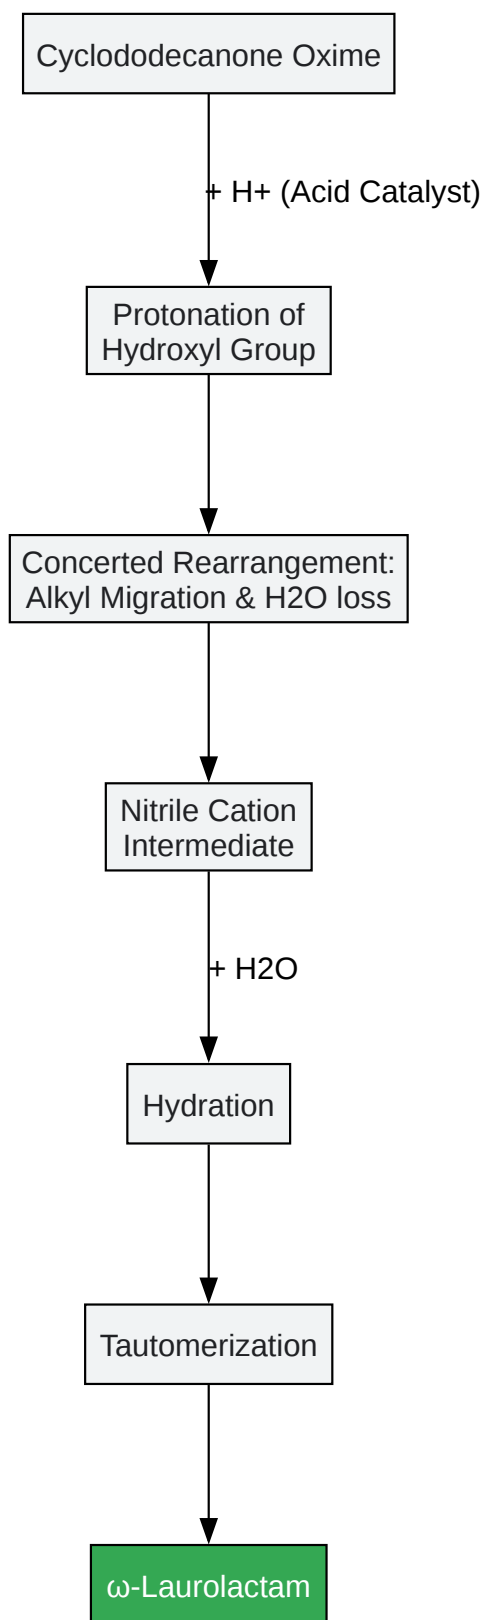 Cyclododecanone Oxime
+ H+ (Acid Catalyst)
Protonation of
Hydroxyl Group
Concerted Rearrangement:
Alkyl Migration & H2O loss
Nitrile Cation
Intermediate
+ H2O
Hydration
Tautomerization
ω-Laurolactam